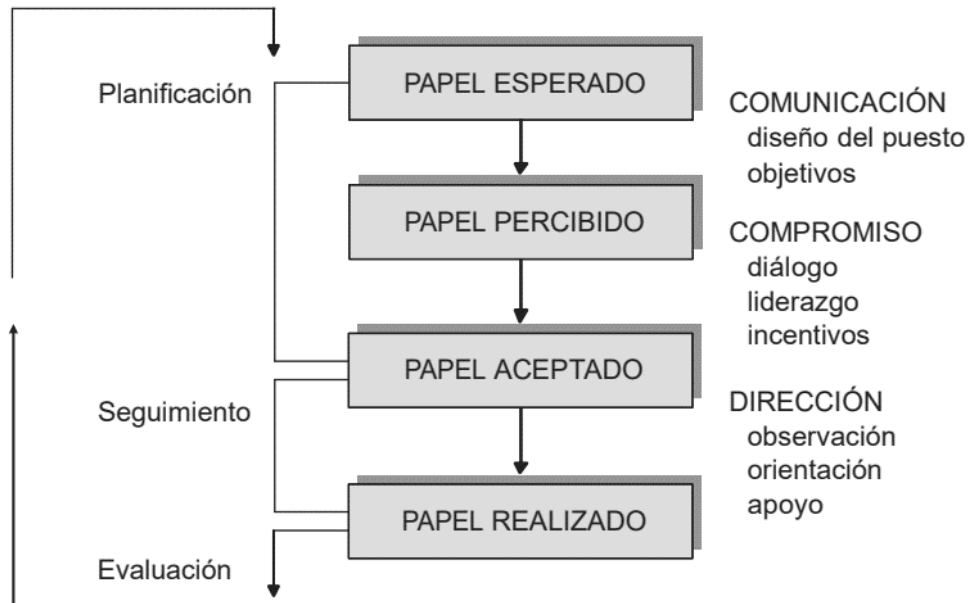 PAPEL ESPERADO
Planificación
COMUNICACIÓN
diseño del puesto
objetivos
PAPEL PERCIBIDO
COMPROMISO
diálogo
liderazgo
incentivos
PAPEL ACEPTADO
Seguimiento
DIRECCIÓN
observación
orientación
apoyo
PAPEL REALIZADO
Evaluación